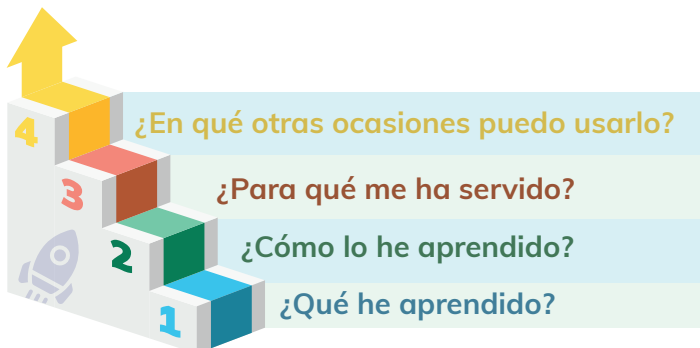 4 ¿En qué otras ocasiones puedo usarlo?
3 ¿Para qué me ha servido?
2 ¿Cómo lo he aprendido?
1 ¿Qué he aprendido?